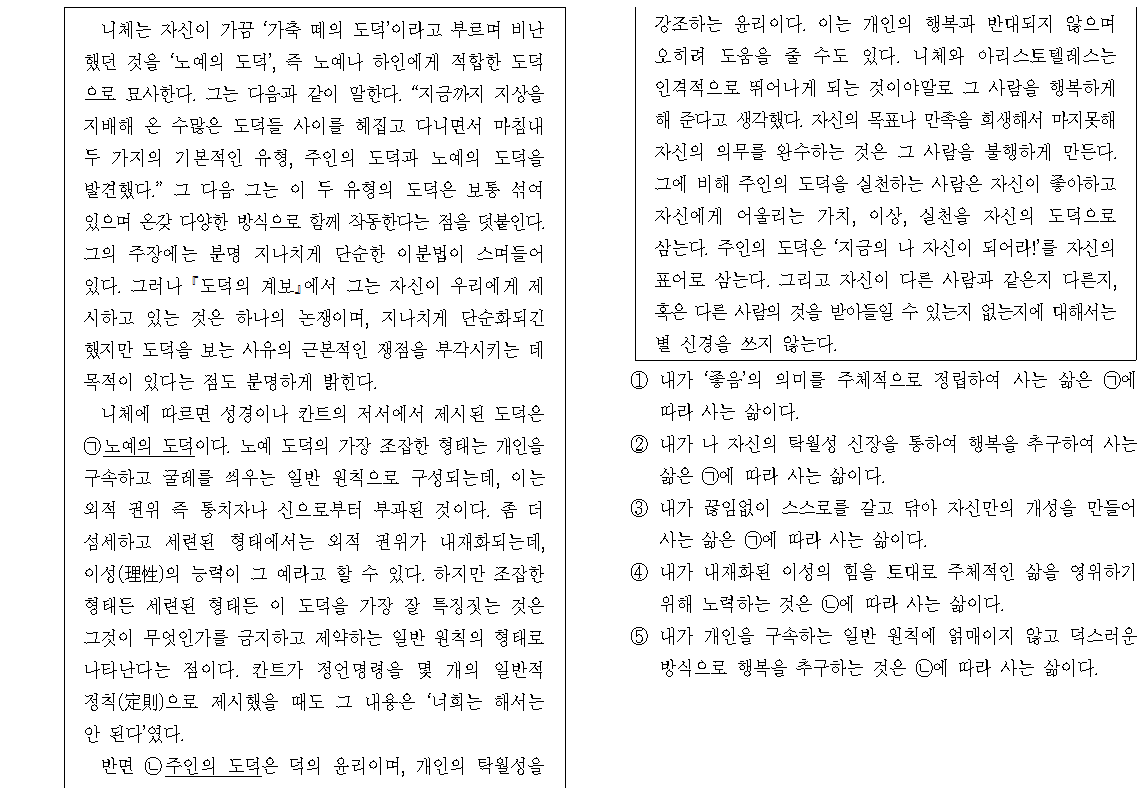 니체는 자신이 가끔 ‘가축 떼의 도덕’이라고 부르며 비난
했던 것을 ‘노예의 도덕’, 즉 노예나 하인에게 적합한 도덕
으로 묘사한다. 그는 다음과 같이 말한다. “지금까지 지상을
지배해 온 수많은 도덕들 사이를 헤집고 다니면서 마침내
두 가지의 기본적인 유형, 주인의 도덕과 노예의 도덕을
발견했다.” 그 다음 그는 이 두 유형의 도덕은 보통 섞여
있으며 온갖 다양한 방식으로 함께 작동한다는 점을 덧붙인다.
그의 주장에는 분명 지나치게 단순한 이분법이 스며들어
있다. 그러나 『도덕의 계보』에서 그는 자신이 우리에게 제
시하고 있는 것은 하나의 논쟁이며, 지나치게 단순화되긴
했지만 도덕을 보는 사유의 근본적인 쟁점을 부각시키는 데
목적이 있다는 점도 분명하게 밝힌다.
니체에 따르면 성경이나 칸트의 저서에서 제시된 도덕은
㉠노예의 도덕이다. 노예 도덕의 가장 조잡한 형태는 개인을
구속하고 굴레를 씌우는 일반 원칙으로 구성되는데, 이는
외적 권위 즉 통치자나 신으로부터 부과된 것이다. 좀 더
섬세하고 세련된 형태에서는 외적 권위가 내재화되는데,
이성(理性)의 능력이 그 예라고 할 수 있다. 하지만 조잡한
형태든 세련된 형태든 이 도덕을 가장 잘 특징짓는 것은
그것이 무엇인가를 금지하고 제약하는 일반 원칙의 형태로
나타난다는 점이다. 칸트가 정언명령을 몇 개의 일반적
정칙(定則)으로 제시했을 때도 그 내용은 ‘너희는 해서는
안 된다’였다.
반면 ㉡주인의 도덕은 덕의 윤리이며, 개인의 탁월성을
강조하는 윤리이다. 이는 개인의 행복과 반대되지 않으며
오히려 도움을 줄 수도 있다. 니체와 아리스토텔레스는
인격적으로 뛰어나게 되는 것이야말로 그 사람을 행복하게
해 준다고 생각했다. 자신의 목표나 만족을 희생해서 마지못해
자신의 의무를 완수하는 것은 그 사람을 불행하게 만든다.
그에 비해 주인의 도덕을 실천하는 사람은 자신이 좋아하고
자신에게 어울리는 가치, 이상, 실천을 자신의 도덕으로
삼는다. 주인의 도덕은 ‘지금의 나 자신이 되어라!’를 자신의
표어로 삼는다. 그리고 자신이 다른 사람과 같은지 다른지,
혹은 다른 사람의 것을 받아들일 수 있는지 없는지에 대해서는
별 신경을 쓰지 않는다.
① 내가 ‘좋음’의 의미를 주체적으로 정립하여 사는 삶은 ㉠에
따라 사는 삶이다.
② 내가 나 자신의 탁월성 신장을 통하여 행복을 추구하여 사는
삶은 ㉠에 따라 사는 삶이다.
③ 내가 끊임없이 스스로를 갈고 닦아 자신만의 개성을 만들어
사는 삶은 ㉠에 따라 사는 삶이다.
④ 내가 내재화된 이성의 힘을 토대로 주체적인 삶을 영위하기
위해 노력하는 것은 ㉡에 따라 사는 삶이다.
⑤ 내가 개인을 구속하는 일반 원칙에 얽매이지 않고 덕스러운
방식으로 행복을 추구하는 것은 ㉡에 따라 사는 삶이다.